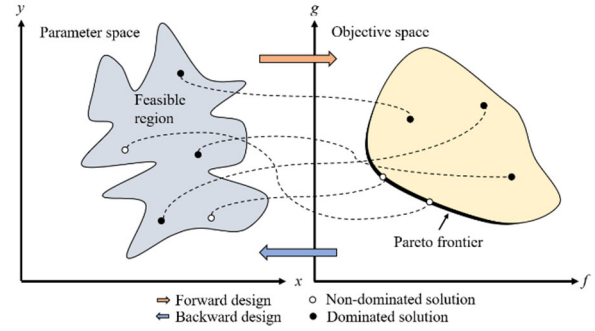 y
g
Parameter space
Objective space
Feasible
region
Pareto frontier
x
f
Forward design
Non-dominated solution
Backward design
Dominated solution